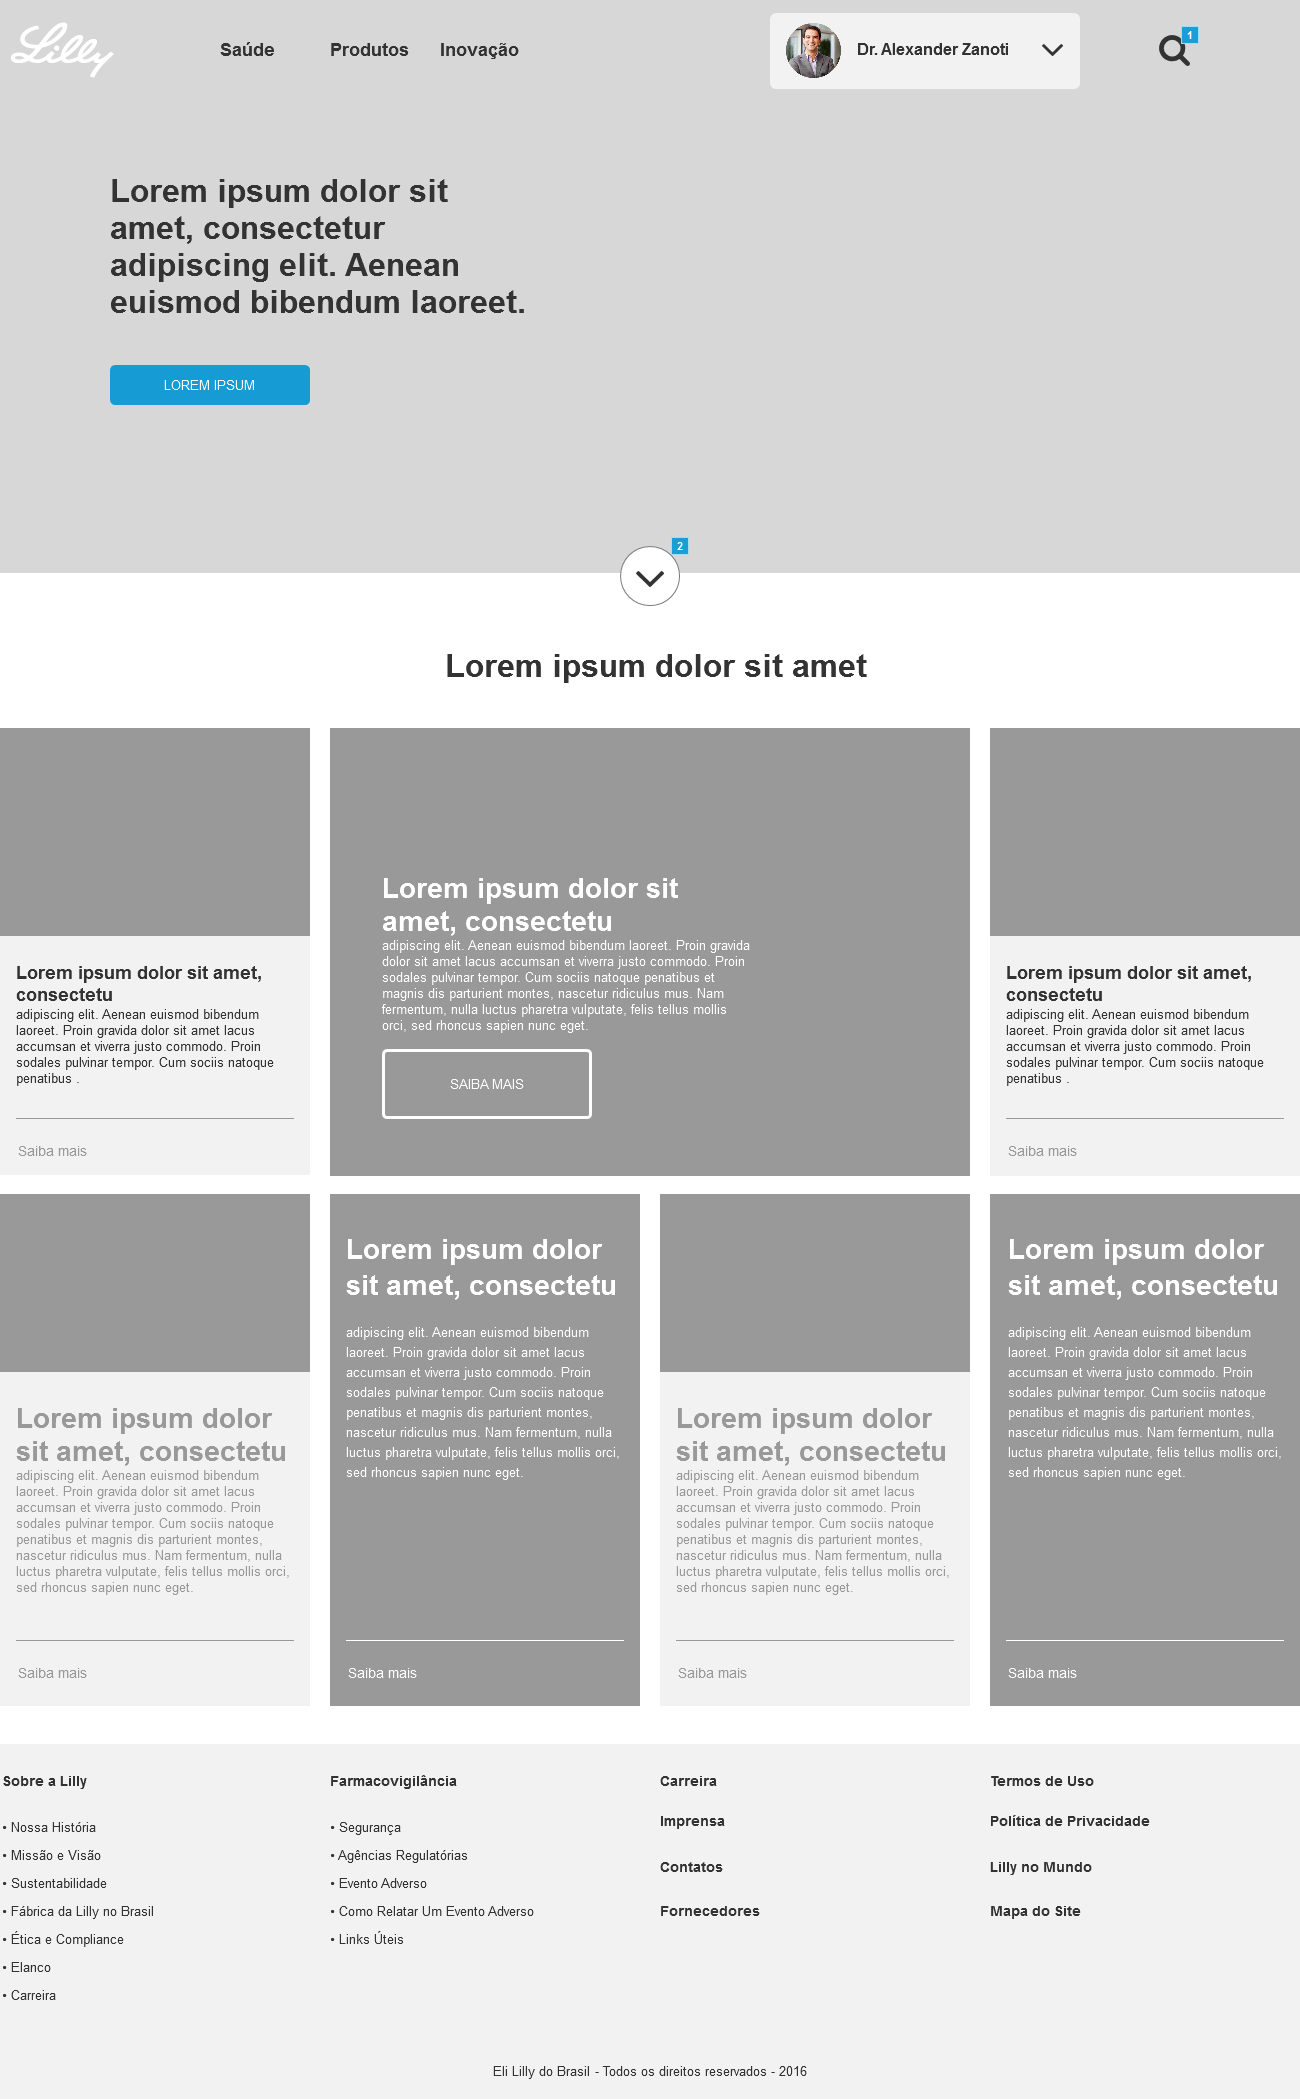 Lilly
Saúde
Produtos
Inovação
Dr. Alexander Zanoti
1
Lorem ipsum dolor sit
amet, consectetur
adipiscing elit. Aenean
euismod bibendum laoreet.
LOREM IPSUM
2
Lorem ipsum dolor sit amet
Lorem ipsum dolor sit amet,
consectetu
adipiscing elit. Aenean euismod bibendum
laoreet. Proin gravida dolor sit amet lacus
accumsan et viverra justo commodo. Proin
sodales pulvinar tempor. Cum sociis natoque
penatibus .
Saiba mais
Lorem ipsum dolor sit
amet, consectetu
adipiscing elit. Aenean euismod bibendum laoreet. Proin gravida
dolor sit amet lacus accumsan et viverra justo commodo. Proin
sodales pulvinar tempor. Cum sociis natoque penatibus et
magnis dis parturient montes, nascetur ridiculus mus. Nam
fermentum, nulla luctus pharetra vulputate, felis tellus mollis
orci, sed rhoncus sapien nunc eget.
SAIBA MAIS
Lorem ipsum dolor sit amet,
consectetu
adipiscing elit. Aenean euismod bibendum
laoreet. Proin gravida dolor sit amet lacus
accumsan et viverra justo commodo. Proin
sodales pulvinar tempor. Cum sociis natoque
penatibus .
Saiba mais
Lorem ipsum dolor
sit amet, consectetu
adipiscing elit. Aenean euismod bibendum
laoreet. Proin gravida dolor sit amet lacus
accumsan et viverra justo commodo. Proin
sodales pulvinar tempor. Cum sociis natoque
penatibus et magnis dis parturient montes,
nascetur ridiculus mus. Nam fermentum, nulla
luctus pharetra vulputate, felis tellus mollis orci,
sed rhoncus sapien nunc eget.
Saiba mais
Lorem ipsum dolor
sit amet, consectetu
adipiscing elit. Aenean euismod bibendum
laoreet. Proin gravida dolor sit amet lacus
accumsan et viverra justo commodo. Proin
sodales pulvinar tempor. Cum sociis natoque
penatibus et magnis dis parturient montes,
nascetur ridiculus mus. Nam fermentum, nulla
luctus pharetra vulputate, felis tellus mollis orci,
sed rhoncus sapien nunc eget.
Saiba mais
Lorem ipsum dolor
sit amet, consectetu
adipiscing elit. Aenean euismod bibendum
laoreet. Proin gravida dolor sit amet lacus
accumsan et viverra justo commodo. Proin
sodales pulvinar tempor. Cum sociis natoque
penatibus et magnis dis parturient montes,
nascetur ridiculus mus. Nam fermentum, nulla
luctus pharetra vulputate, felis tellus mollis orci,
sed rhoncus sapien nunc eget.
Saiba mais
Lorem ipsum dolor
sit amet, consectetu
adipiscing elit. Aenean euismod bibendum
laoreet. Proin gravida dolor sit amet lacus
accumsan et viverra justo commodo. Proin
sodales pulvinar tempor. Cum sociis natoque
penatibus et magnis dis parturient montes,
nascetur ridiculus mus. Nam fermentum, nulla
luctus pharetra vulputate, felis tellus mollis orci,
sed rhoncus sapien nunc eget.
Saiba mais
Sobre a Lilly
• Nossa História
• Missão e Visão
• Sustentabilidade
• Fábrica da Lilly no Brasil
• Ética e Compliance
• Elanco
• Carreira
Farmacovigilância
• Segurança
• Agências Regulatórias
• Evento Adverso
• Como Relatar Um Evento Adverso
• Links Úteis
Carreira
Imprensa
Contatos
Fornecedores
Termos de Uso
Política de Privacidade
Lilly no Mundo
Mapa do Site
Eli Lilly do Brasil - Todos os direitos reservados - 2016